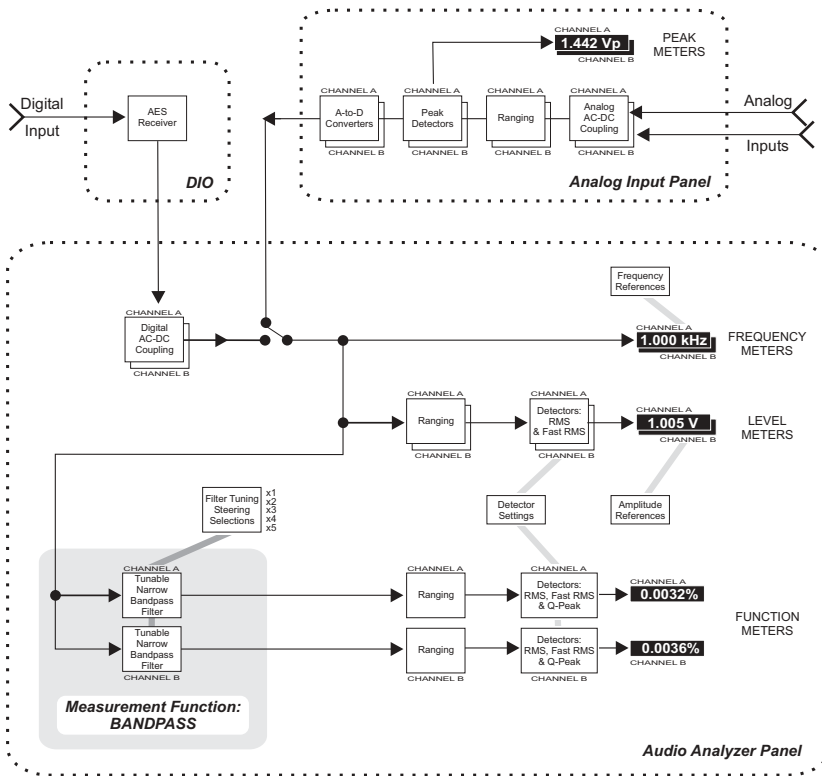 CHANNEL A
1.442 Vp
CHANNEL B
PEAK
METERS
Digital
Input
AES
Receiver
DIO
CHANNEL A
A-to-D
Converters
CHANNEL B
CHANNEL A
Peak
Detectors
CHANNEL B
CHANNEL A
Ranging
CHANNEL B
CHANNEL A
Analog
AC-DC
Coupling
CHANNEL B
Analog
Inputs
Analog Input Panel
Frequency
References
CHANNEL A
Digital
AC-DC
Coupling
CHANNEL B
CHANNEL A
1.000 kHz
CHANNEL B
FREQUENCY
METERS
CHANNEL A
Ranging
CHANNEL B
CHANNEL A
Detectors:
RMS
& Fast RMS
CHANNEL B
CHANNEL A
1.005 V
CHANNEL B
LEVEL
METERS
Filter Tuning
Steering
Selections
x1
x2
x3
x4
x5
Detector
Settings
Amplitude
References
CHANNEL A
Tunable
Narrow
Bandpass
Filter
CHANNEL A
Ranging
CHANNEL A
Detectors:
RMS, Fast RMS
& Q-Peak
CHANNEL A
0.0032%
FUNCTION
METERS
Tunable
Narrow
Bandpass
Filter
CHANNEL B
Ranging
CHANNEL B
Detectors:
RMS, Fast RMS
& Q-Peak
CHANNEL B
0.0036%
CHANNEL B
Measurement Function:
BANDPASS
Audio Analyzer Panel